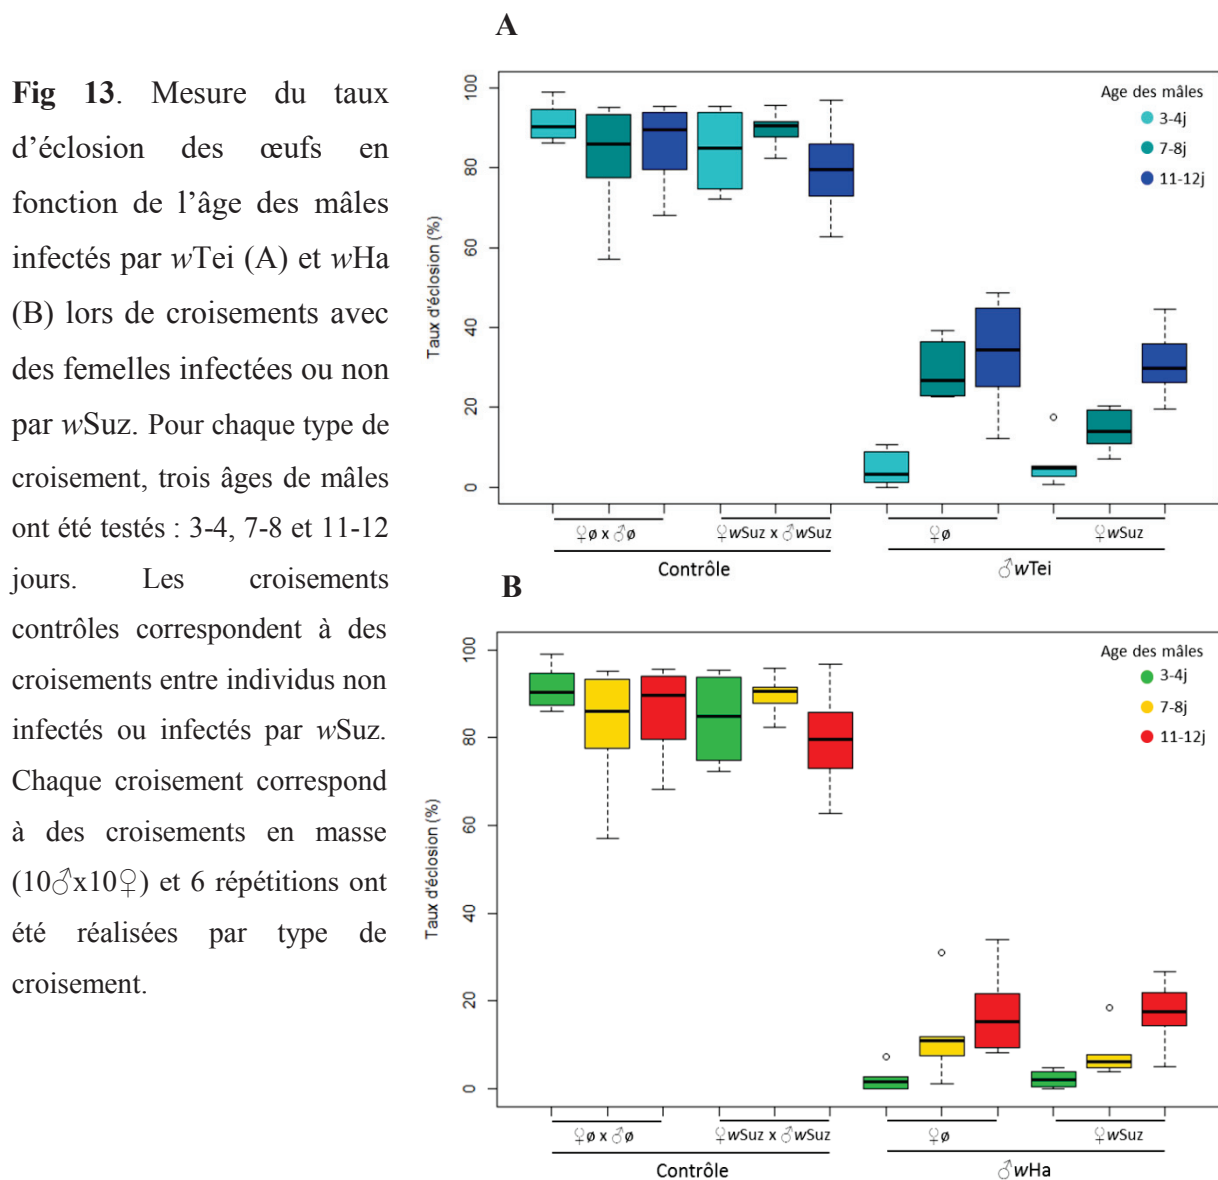 Fig 13. Mesure du taux
d'éclosion des œufs en
fonction de l'âge des mâles
infectés par wTei (A) et wHa
(B) lors de croisements avec
des femelles infectées ou non
par wSuz. Pour chaque type de
croisement, trois âges de mâles
ont été testés : 3-4, 7-8 et 11-12
jours. Les croisements
contrôles correspondent à des
croisements entre individus non
infectés ou infectés par wSuz.
Chaque croisement correspond
à des croisements en masse
(10♂x10♀) et 6 répétitions ont
été réalisées par type de
croisement.
A
Taux d'éclosion (%)
100
80
60
40
20
0
Age des mâles
3-4j
7-8j
11-12j
♀ø x ♂ø
♀wSuz x ♂wSuz
♀ø
♀wSuz
Contrôle
♂wTei
B
Taux d'éclosion (%)
100
80
60
40
20
0
Age des mâles
3-4j
7-8j
11-12j
♀ø x ♂ø
♀wSuz x ♂wSuz
♀ø
♀wSuz
Contrôle
♂wHa